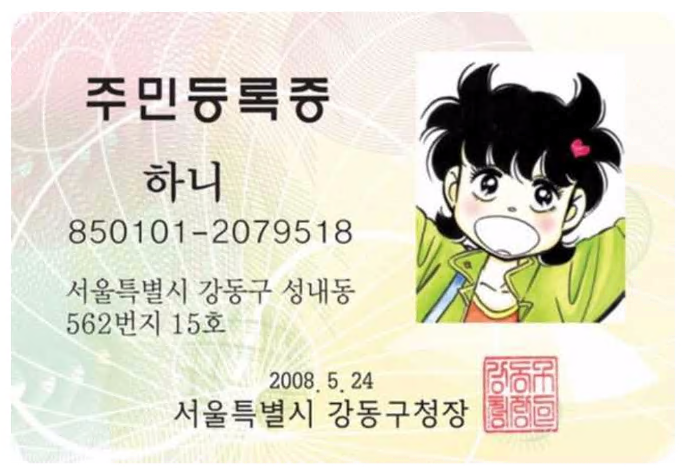 주민등록증
하니
850101-2079518
서울특별시 강동구 성내동
562번지 15호
2008. 5. 24
서울특별시 강동구청장